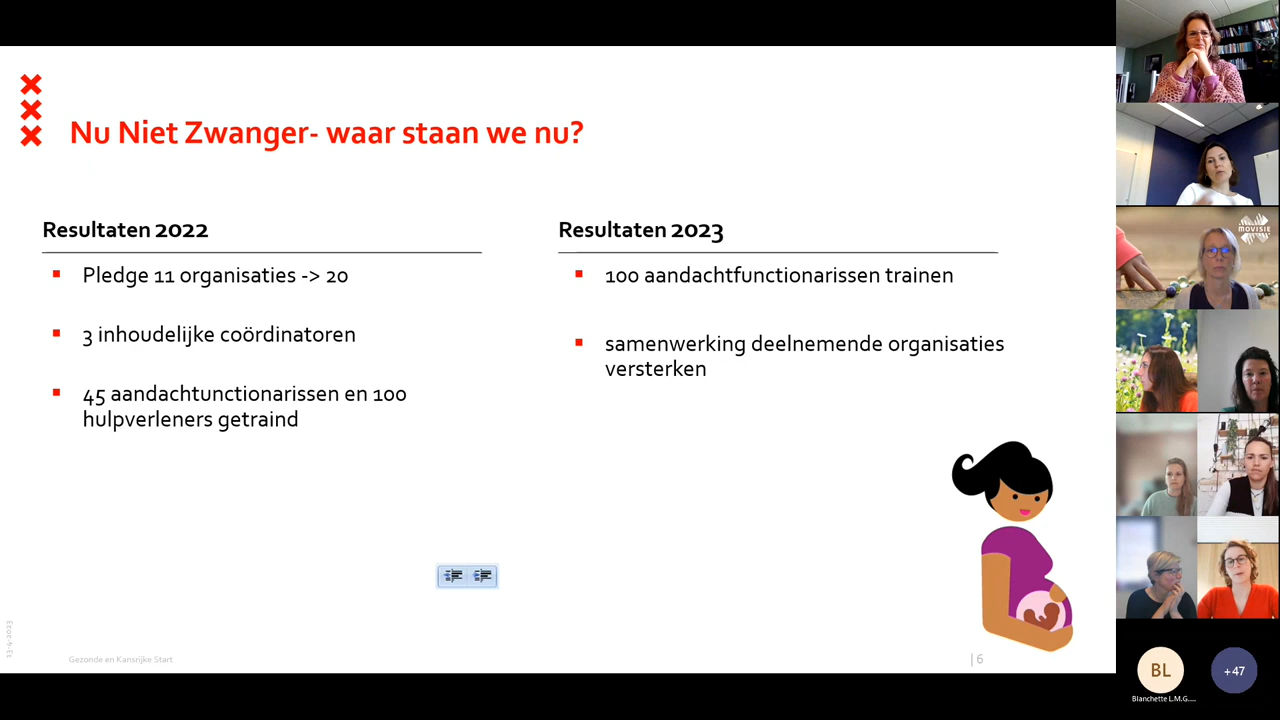 Nu Niet Zwanger- waar staan we nu?
Resultaten 2022
Pledge 11 organisaties -> 20
3 inhoudelijke coördinatoren
45 aandachtunctionarissen en 100
hulpverleners getraind
Resultaten 2023
100 aandachtfunctionarissen trainen
samenwerking deelnemende organisaties
versterken
13-4-2023
Gezonde en Kansrijke Start
| 6
MOVISIE
BL
Blanchette L.M.G....
+47